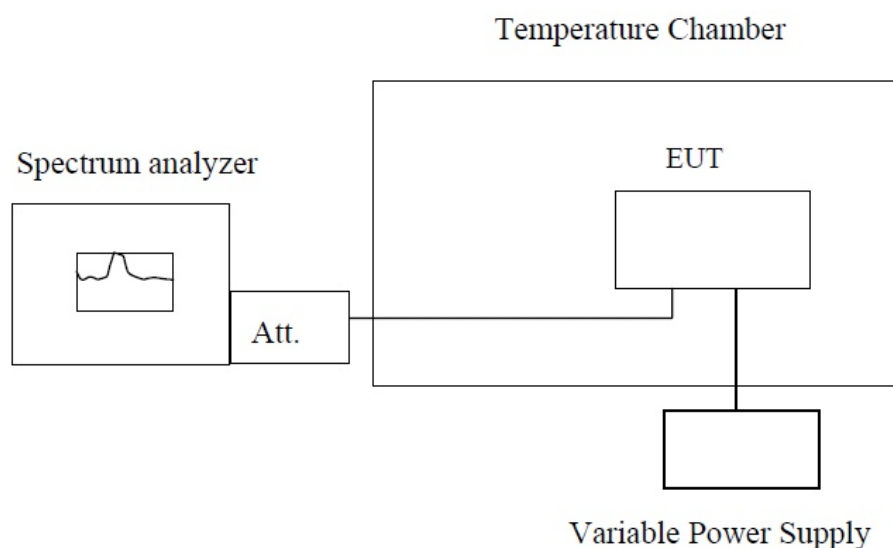 Temperature Chamber
Spectrum analyzer
EUT
Att.
Variable Power Supply